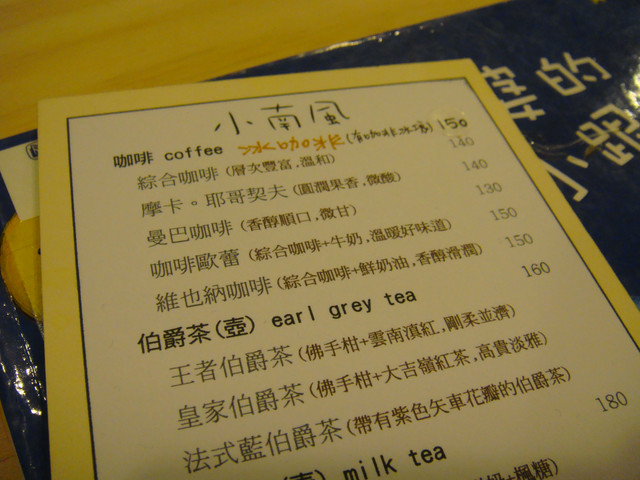 小南風
咖啡 coffee 冰咖啡 (有咖啡冰塊) 150
綜合咖啡 (層次豐富,溫和) 140
摩卡。耶哥契夫 (圓潤果香,微酸) 140
曼巴咖啡 (香醇順口,微甘) 130
咖啡歐蕾 (綜合咖啡+牛奶,溫暖好味道) 150
維也納咖啡 (綜合咖啡+鮮奶油,香醇滑潤) 150
伯爵茶(壺) earl grey tea 160
王者伯爵茶 (佛手柑+雲南滇紅,剛柔並濟)
皇家伯爵茶 (佛手柑+大吉嶺紅茶,高貴淡雅)
法式藍伯爵茶 (帶有紫色矢車花瓣的伯爵茶)
(壺) milk tea 180
奶+楓糖)
的
小